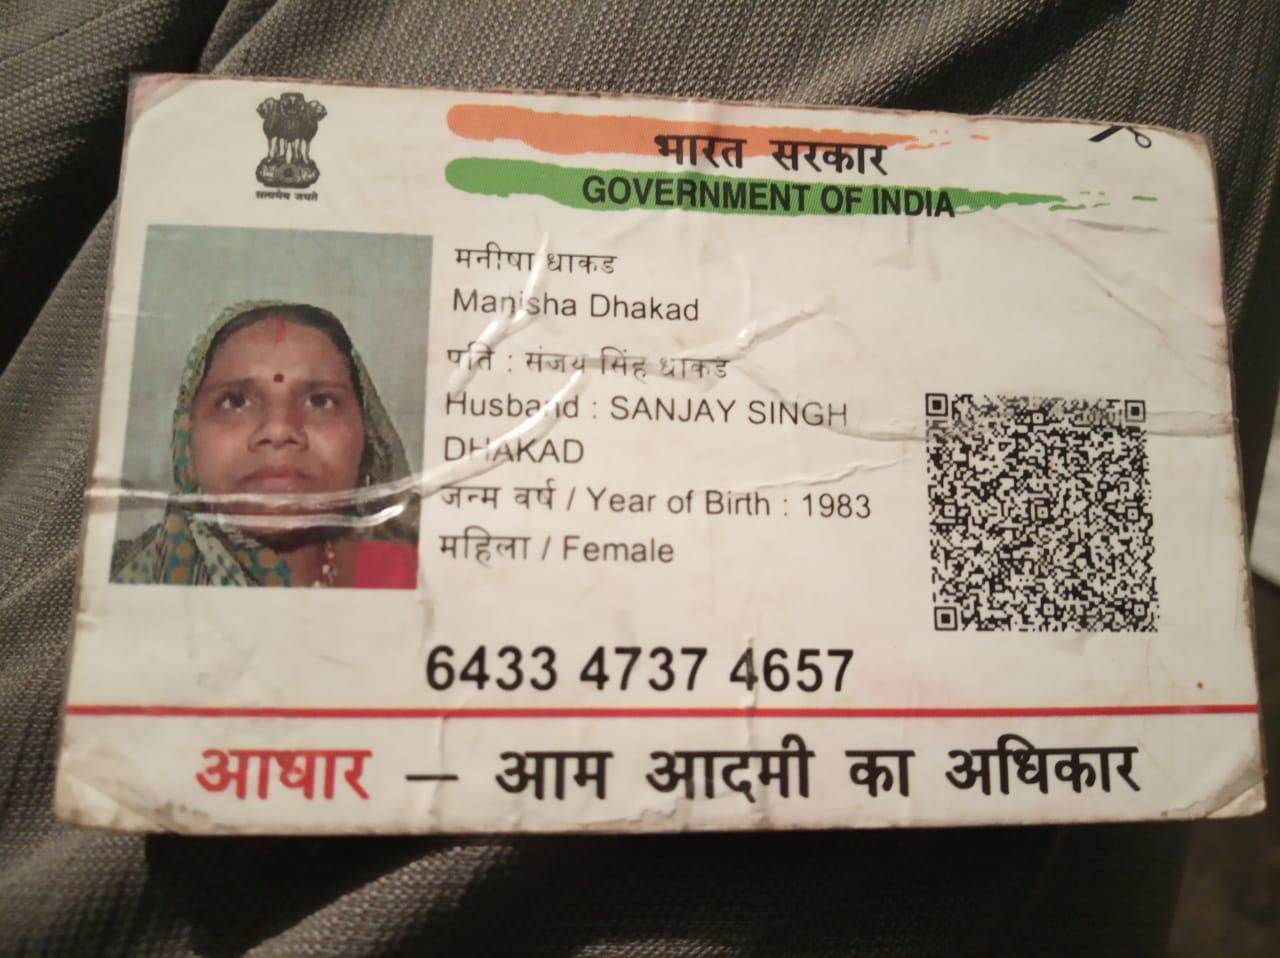 सत्यमेव जयते
भारत सरकार
GOVERNMENT OF INDIA
मनीषा धाकड
Manisha Dhakad
पति : संजय सिंह धाकड
Husband : SANJAY SINGH
DHAKAD
जन्म वर्ष / Year of Birth : 1983
महिला / Female
6433 4737 4657
आधार — आम आदमी का अधिकार